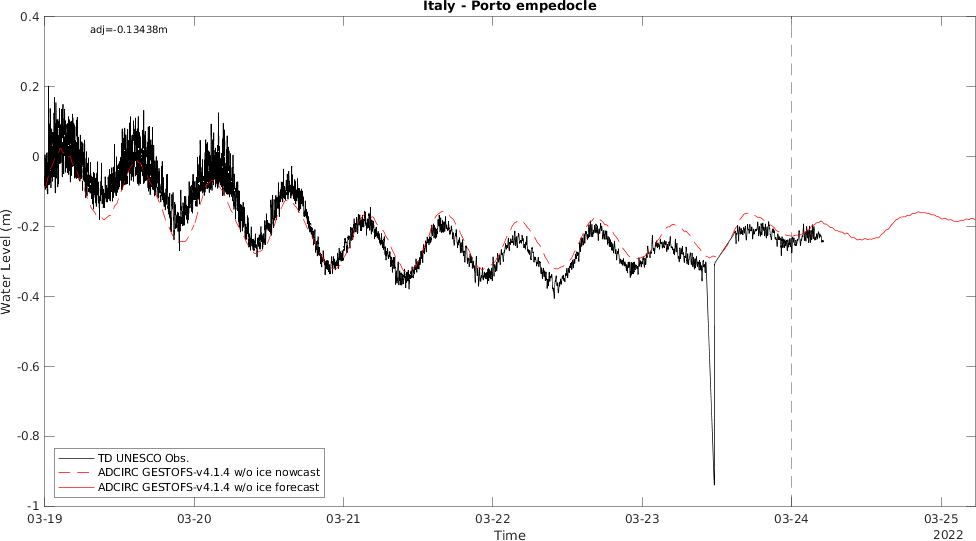 Italy - Porto empedocle
adj=-0.13438m
0.4
0.2
0
-0.2
-0.4
-0.6
-0.8
-1
Water Level (m)
TD UNESCO Obs.
ADCIRC GESTOFS-v4.1.4 w/o ice nowcast
ADCIRC GESTOFS-v4.1.4 w/o ice forecast
03-19 03-20 03-21 03-22 03-23 03-24 03-25
Time
2022